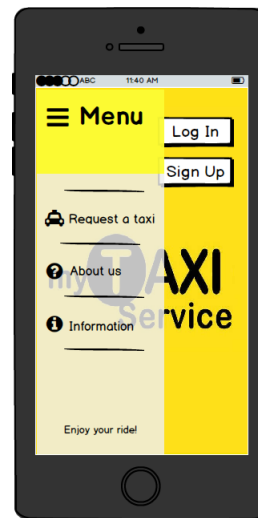 ABC 11:40 AM
Menu
Log In
Sign Up
Request a taxi
About us
my TAXI
Information
Service
Enjoy your ride!